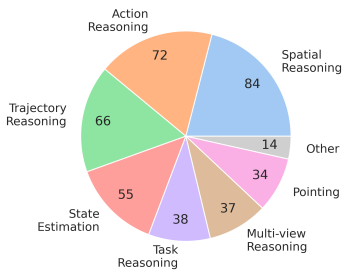 Action
Reasoning
72
Spatial
Reasoning
84
Trajectory
Reasoning
66
Other
14
Pointing
34
State
Estimation
55
Task
Reasoning
38
Multi-view
Reasoning
37